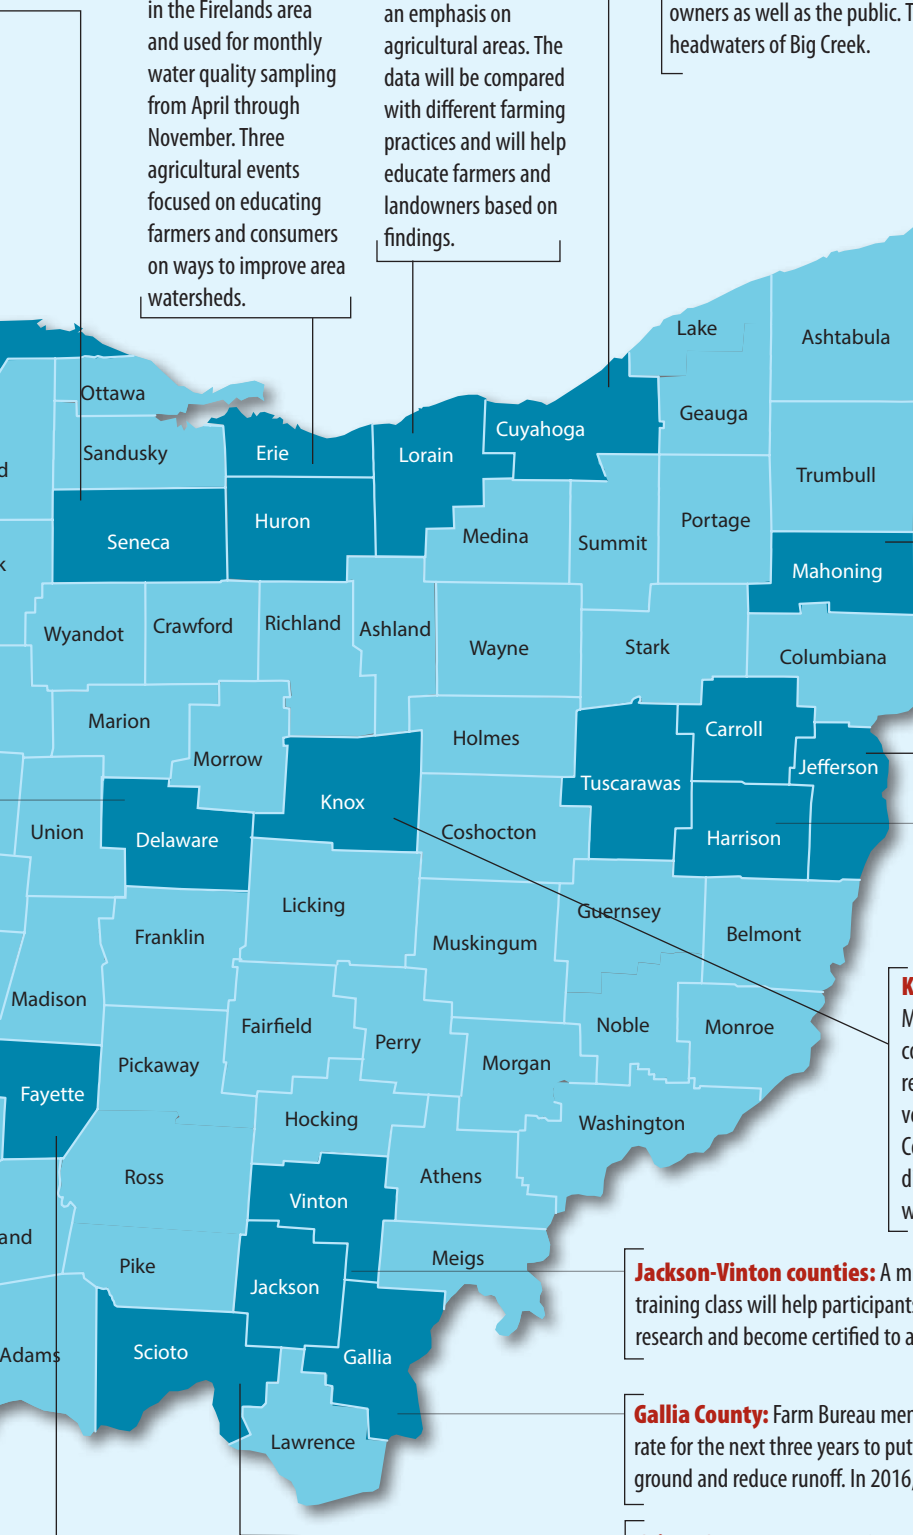 in the Firelands area
and used for monthly
water quality sampling
from April through
November. Three
agricultural events
focused on educating
farmers and consumers
on ways to improve area
watersheds.
an emphasis on
agricultural areas. The
data will be compared
with different farming
practices and will help
educate farmers and
landowners based on
findings.
owners as well as the public. T
headwaters of Big Creek.
Lake
Ashtabula
Ottawa
Geauga
Cuyahoga
Sandusky
Erie
Lorain
d
Trumbull
Huron
Portage
Seneca
Medina
Summit
k
Mahoning
Wyandot
Crawford
Richland
Ashland
Wayne
Stark
Columbiana
Marion
Morrow
Holmes
Carroll
Jefferson
Tuscarawas
Knox
Union
Delaware
Coshocton
Harrison
Licking
Guernsey
Franklin
Muskingum
Belmont
Madison
Fairfield
Perry
Noble
Monroe
Pickaway
Morgan
Fayette
Hocking
Washington
Ross
Athens
Vinton
and
Pike
Meigs
Jackson
Adams
Scioto
Gallia
Lawrence
K
M
co
re
ve
Co
d
w
Jackson-Vinton counties: A m
training class will help participants
research and become certified to a
Gallia County: Farm Bureau mem
rate for the next three years to put
ground and reduce runoff. In 2016,